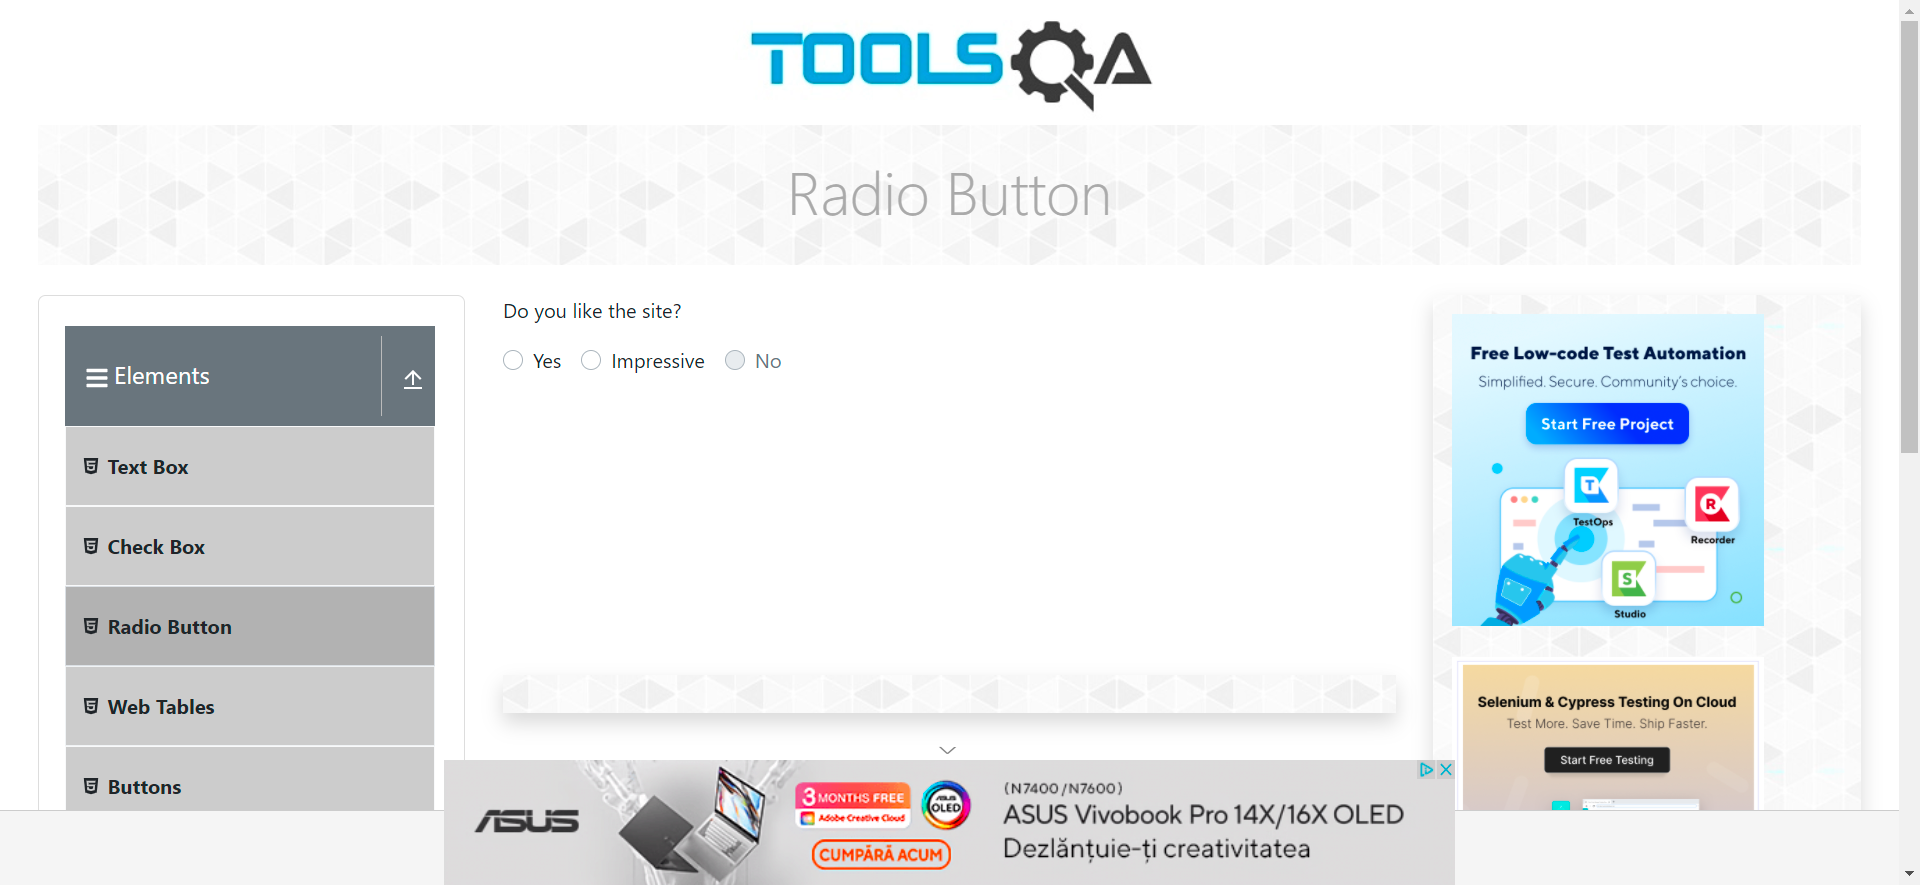 TOOLSQA
Radio Button
Elements
Text Box
Check Box
Radio Button
Web Tables
Buttons
Do you like the site?
Yes Impressive No
Free Low-code Test Automation
Simplified. Secure. Community's choice.
Start Free Project
T
TestOps
R
Recorder
S
Studio
Selenium & Cypress Testing On Cloud
Test More. Save Time. Ship Faster.
Start Free Testing
ASUS
3 MONTHS FREE
Adobe Creative Cloud
ASUS
OLED
CUMPĂRĂ ACUM
(N7400/N7600)
ASUS Vivobook Pro 14X/16X OLED
Dezlănțuie-ți creativitatea